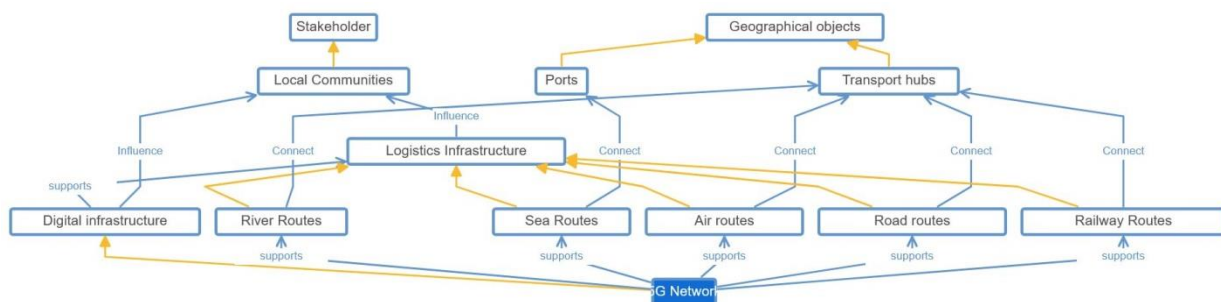 Stakeholder
Geographical objects
Local Communities
Ports
Transport hubs
Influence
Influence
Connect
Logistics Infrastructure
Connect
Connect
Connect
Connect
supports
Digital infrastructure
River Routes
Sea Routes
Air routes
Road routes
Railway Routes
supports
supports
supports
supports
supports
G Network